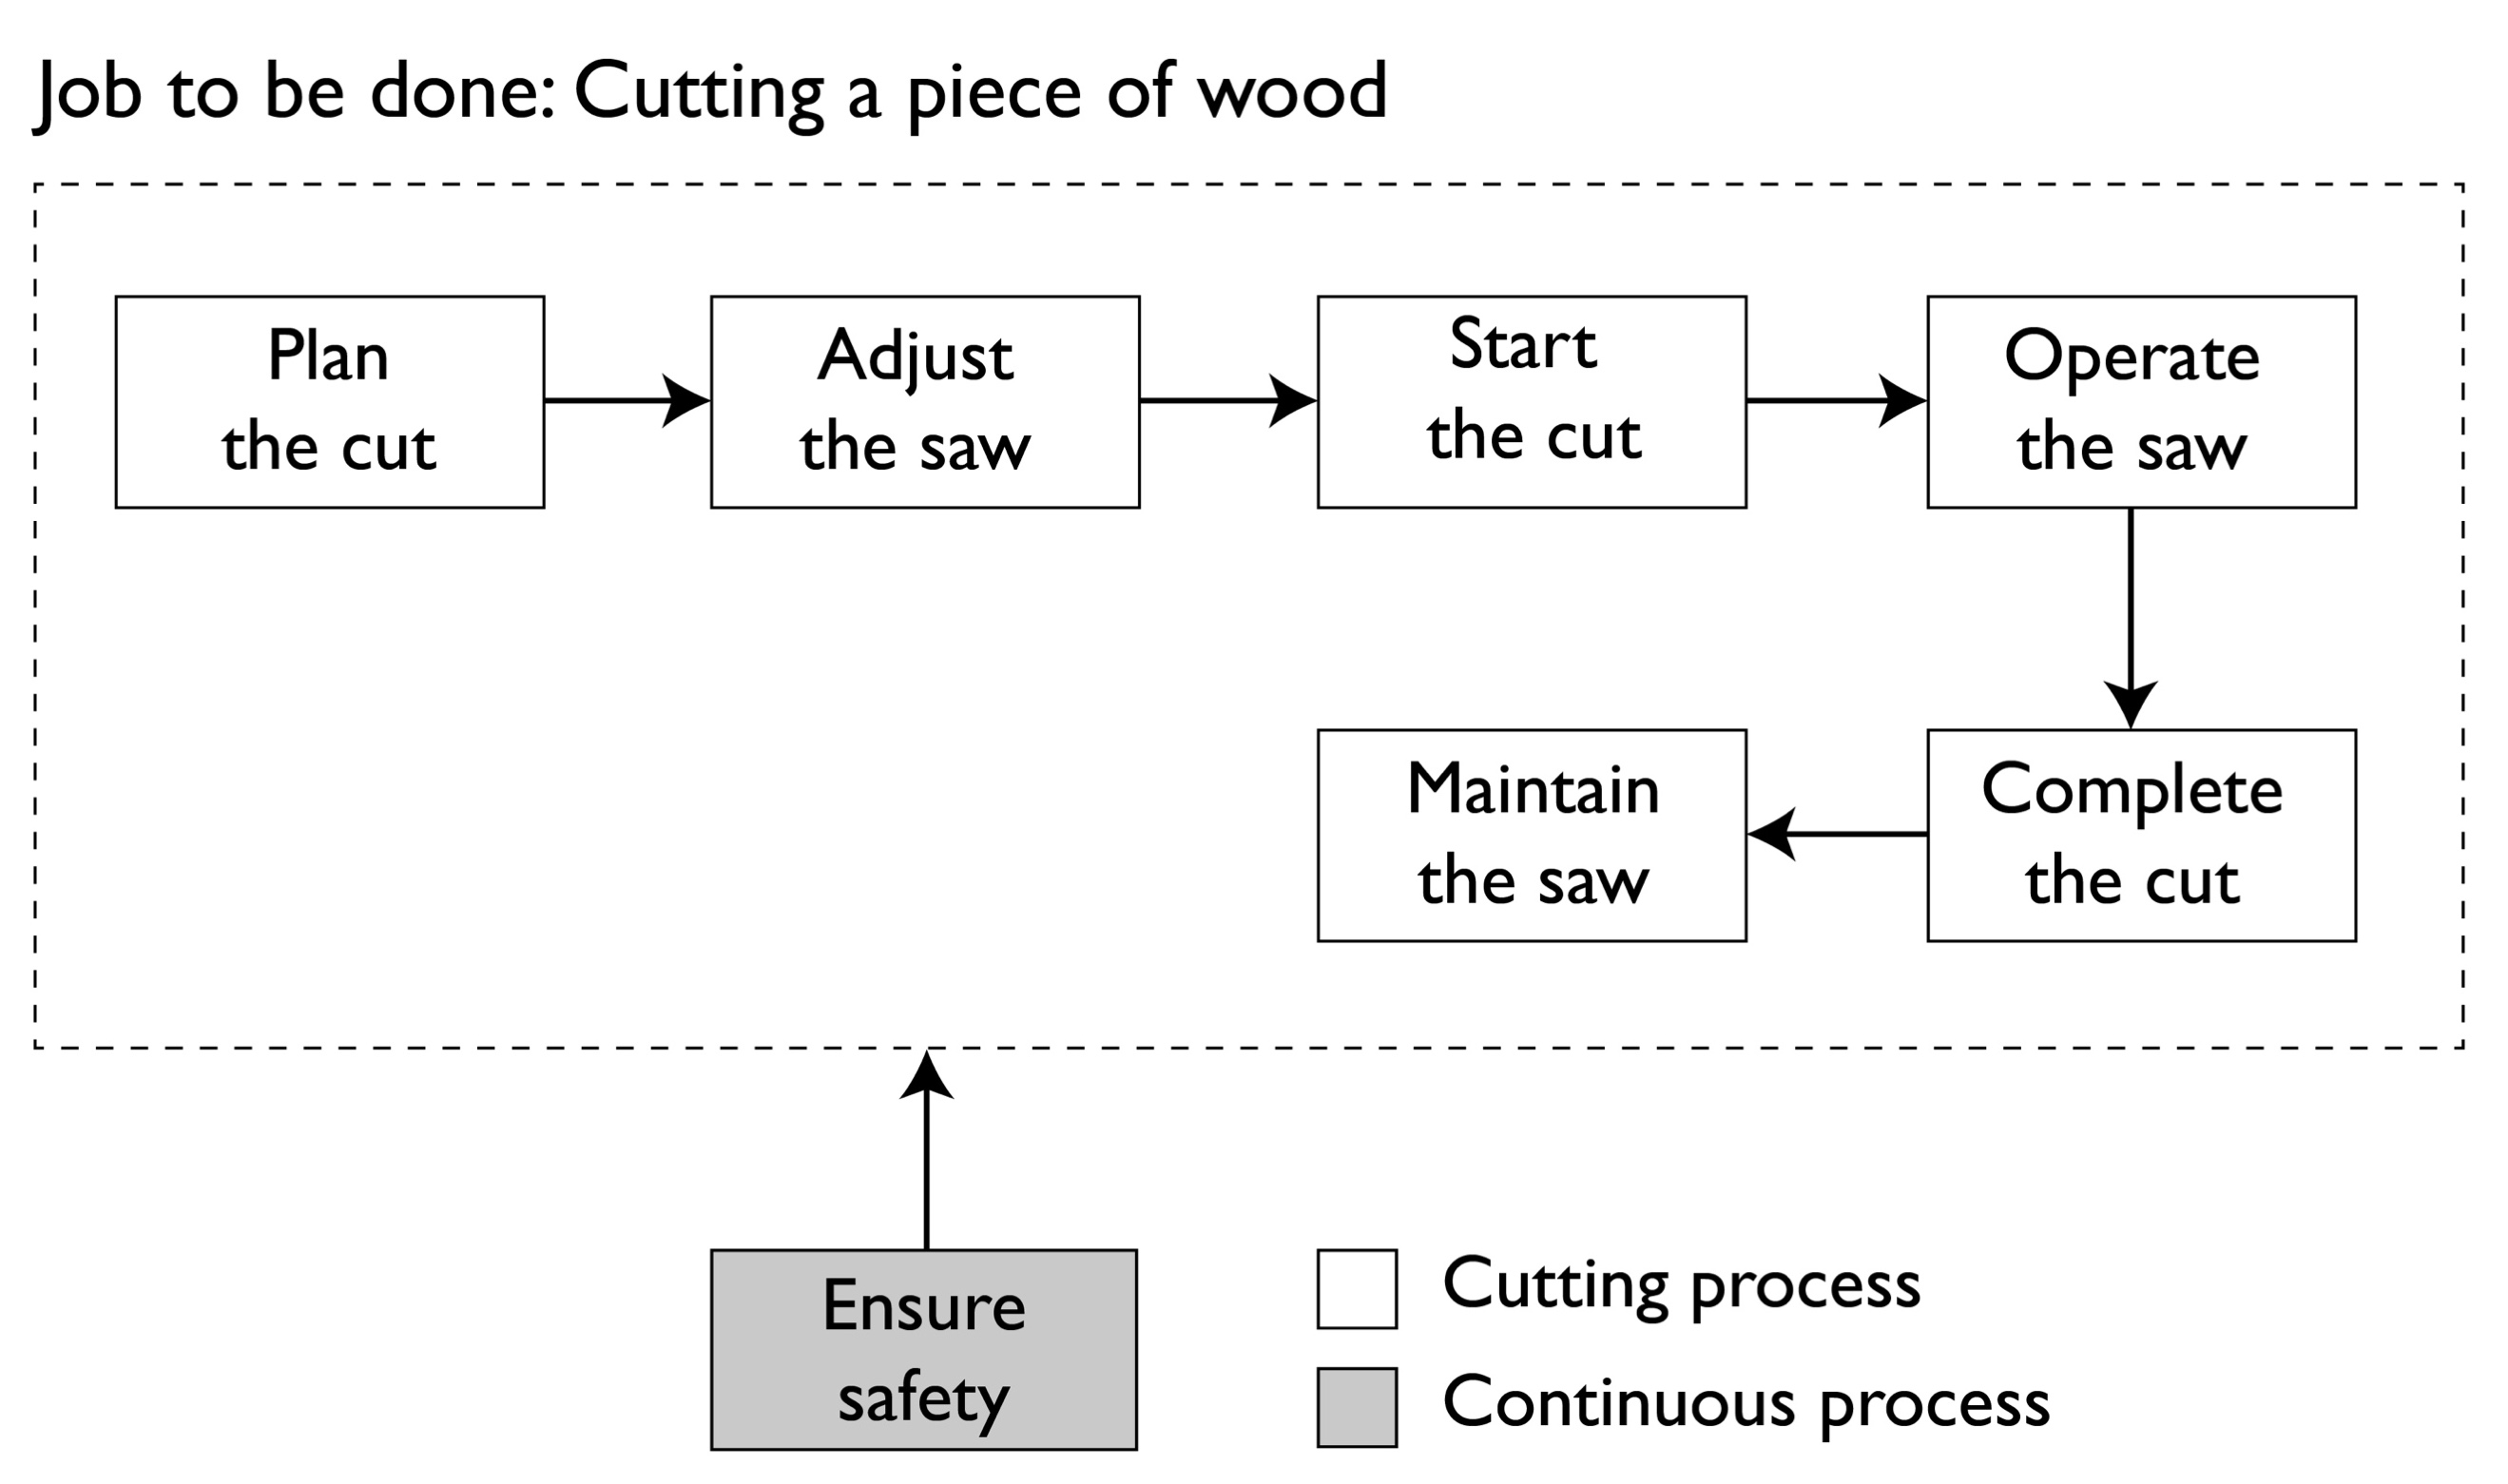 Job to be done: Cutting a piece of wood
Plan
the cut
Adjust
the saw
Start
the cut
Operate
the saw
Maintain
the saw
Complete
the cut
Ensure
safety
Cutting process
Continuous process